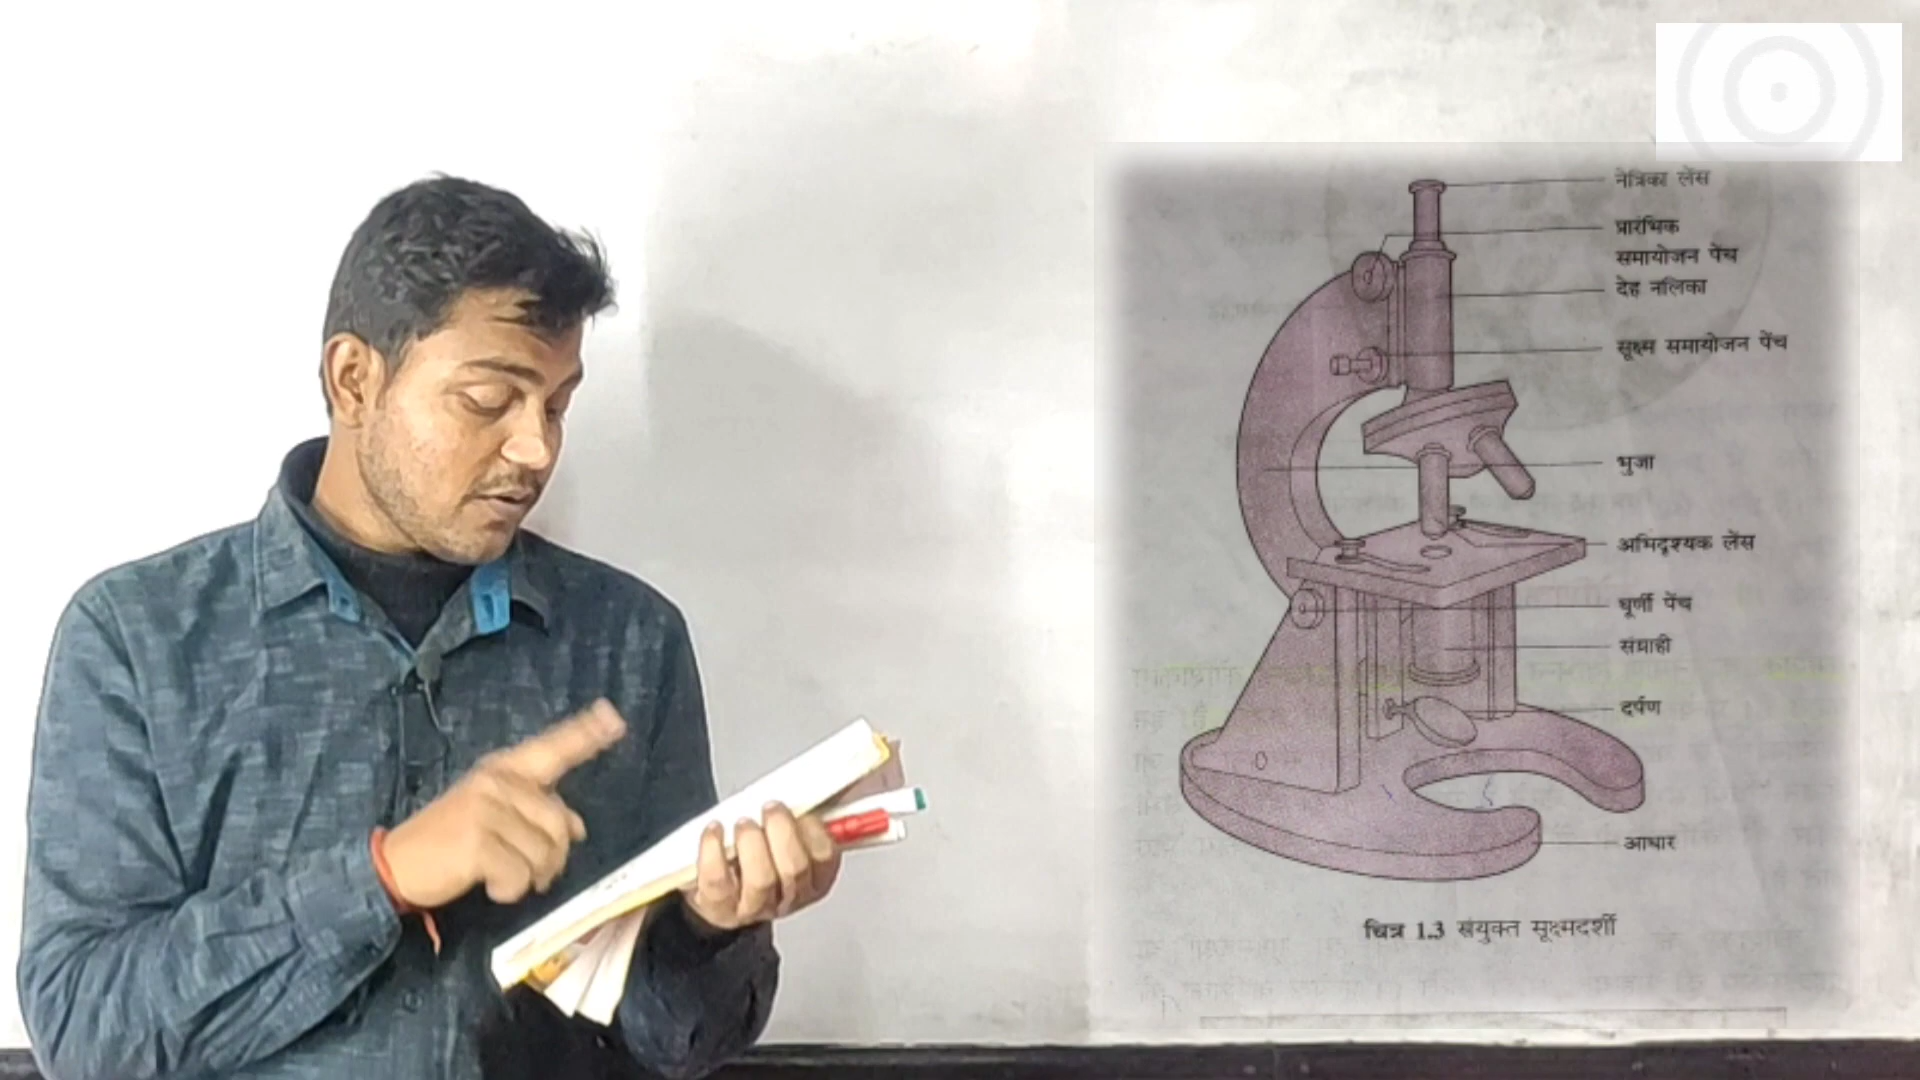 नेत्रिका लेंस
प्रारंभिक
समायोजन पेंच
देह नलिका
सूक्ष्म समायोजन पेंच
भुजा
अभिदृश्यक लेंस
घूर्णी पेंच
संग्राही
दर्पण
आधार
चित्र 1.3 संयुक्त सूक्ष्मदर्शी